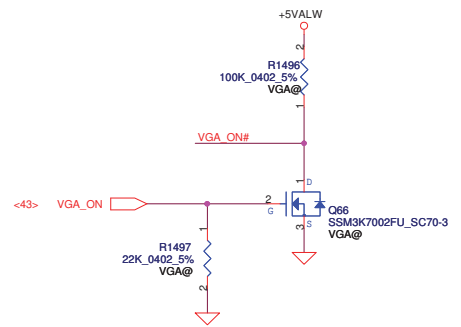 +5VALW
2
R1496
100K_0402_5%
VGA@
1
VGA_ON#
1
D
<43> VGA_ON
2
G
Q66
SSM3K7002FU_SC70-3
VGA@
3
S
1
R1497
22K_0402_5%
VGA@
2